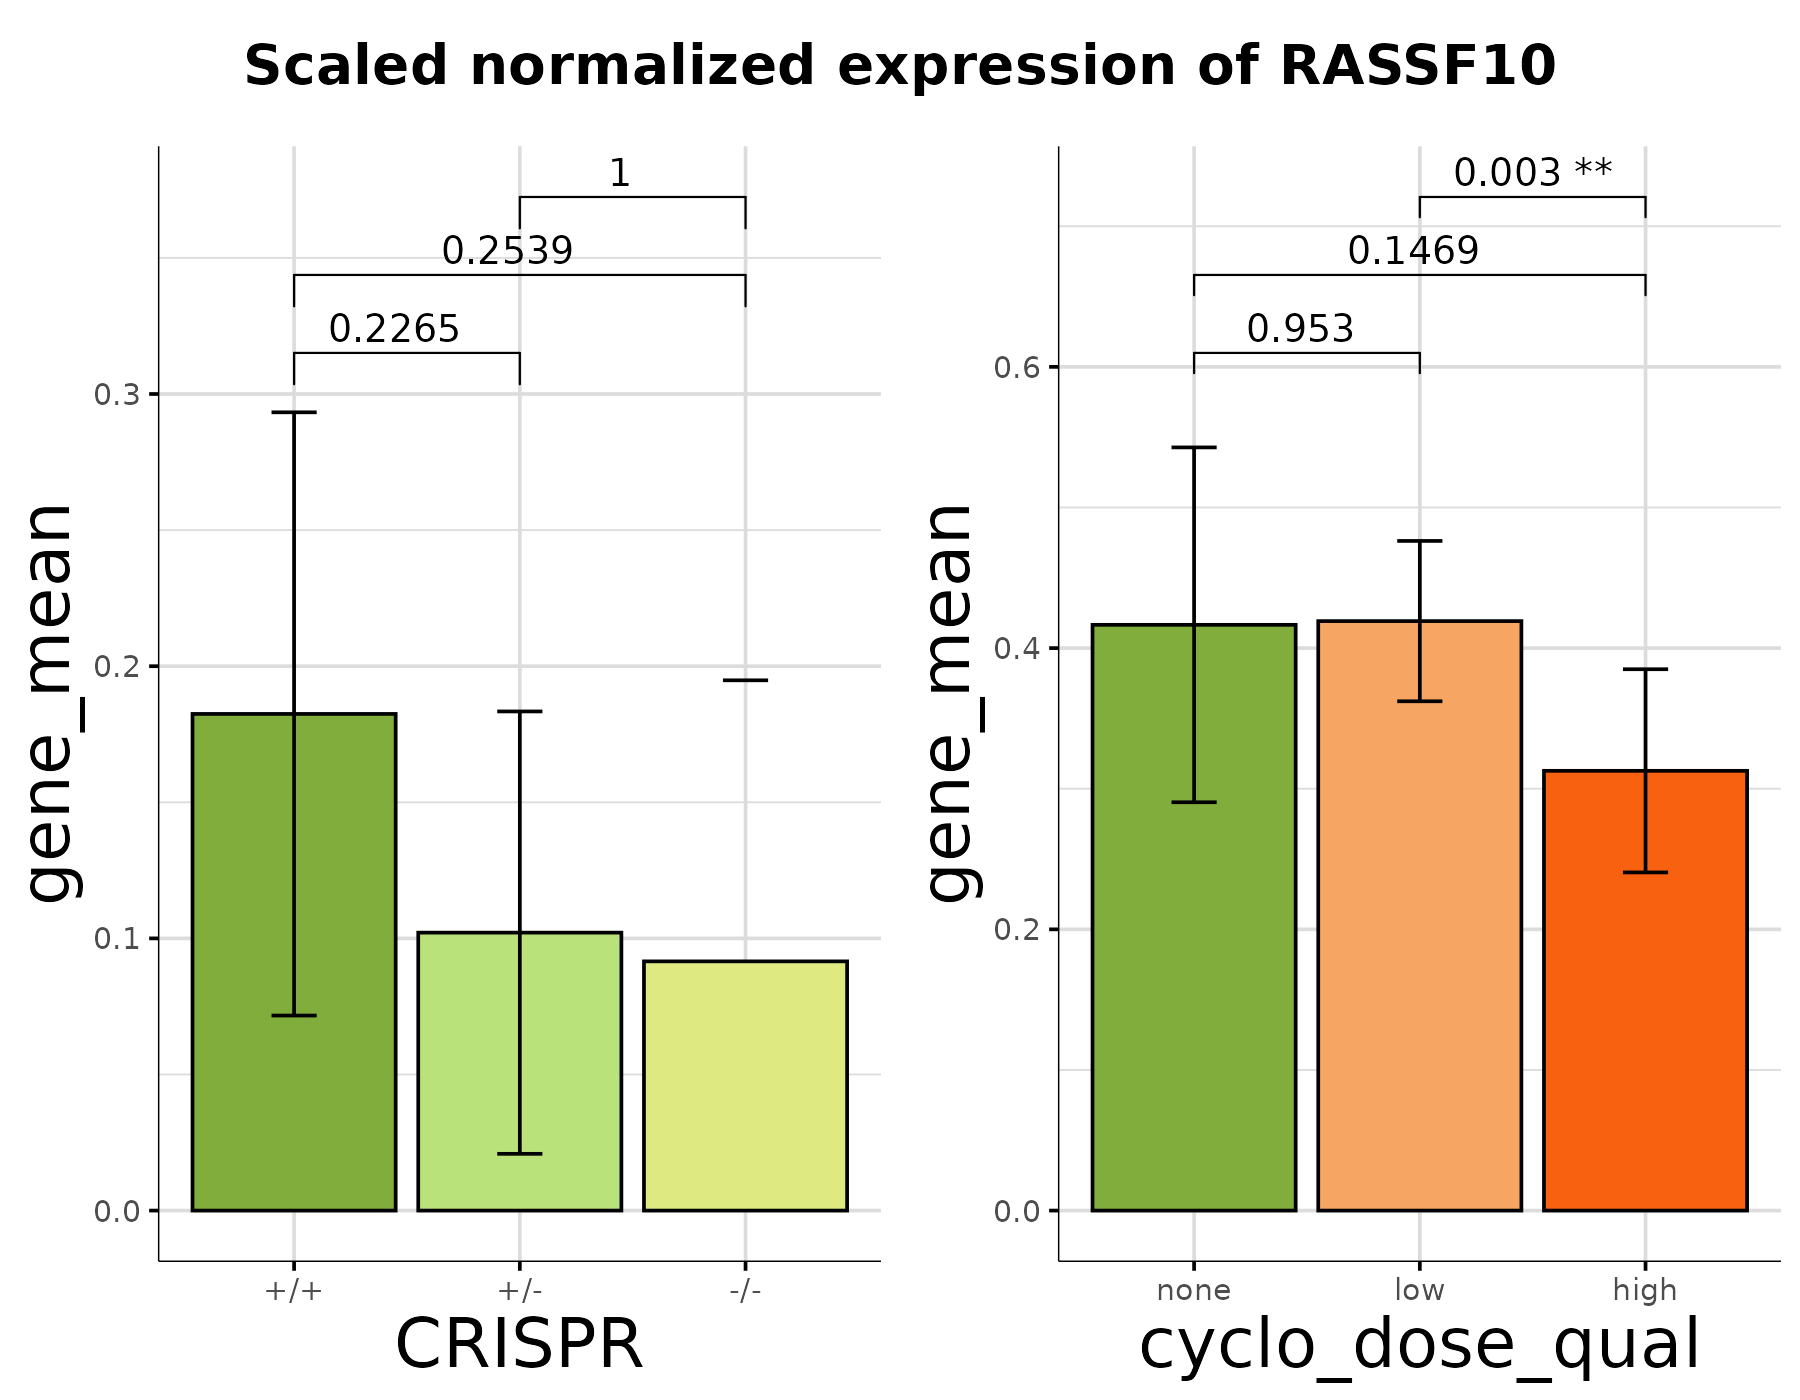 Scaled normalized expression of RASSF10
gene_mean
0.3
0.2
0.1
0.0
1
0.2539
0.2265
+/+
+/-
-/-
CRISPR
gene_mean
0.6
0.4
0.2
0.0
0.003 **
0.1469
0.953
none
low
high
cyclo_dose_qual